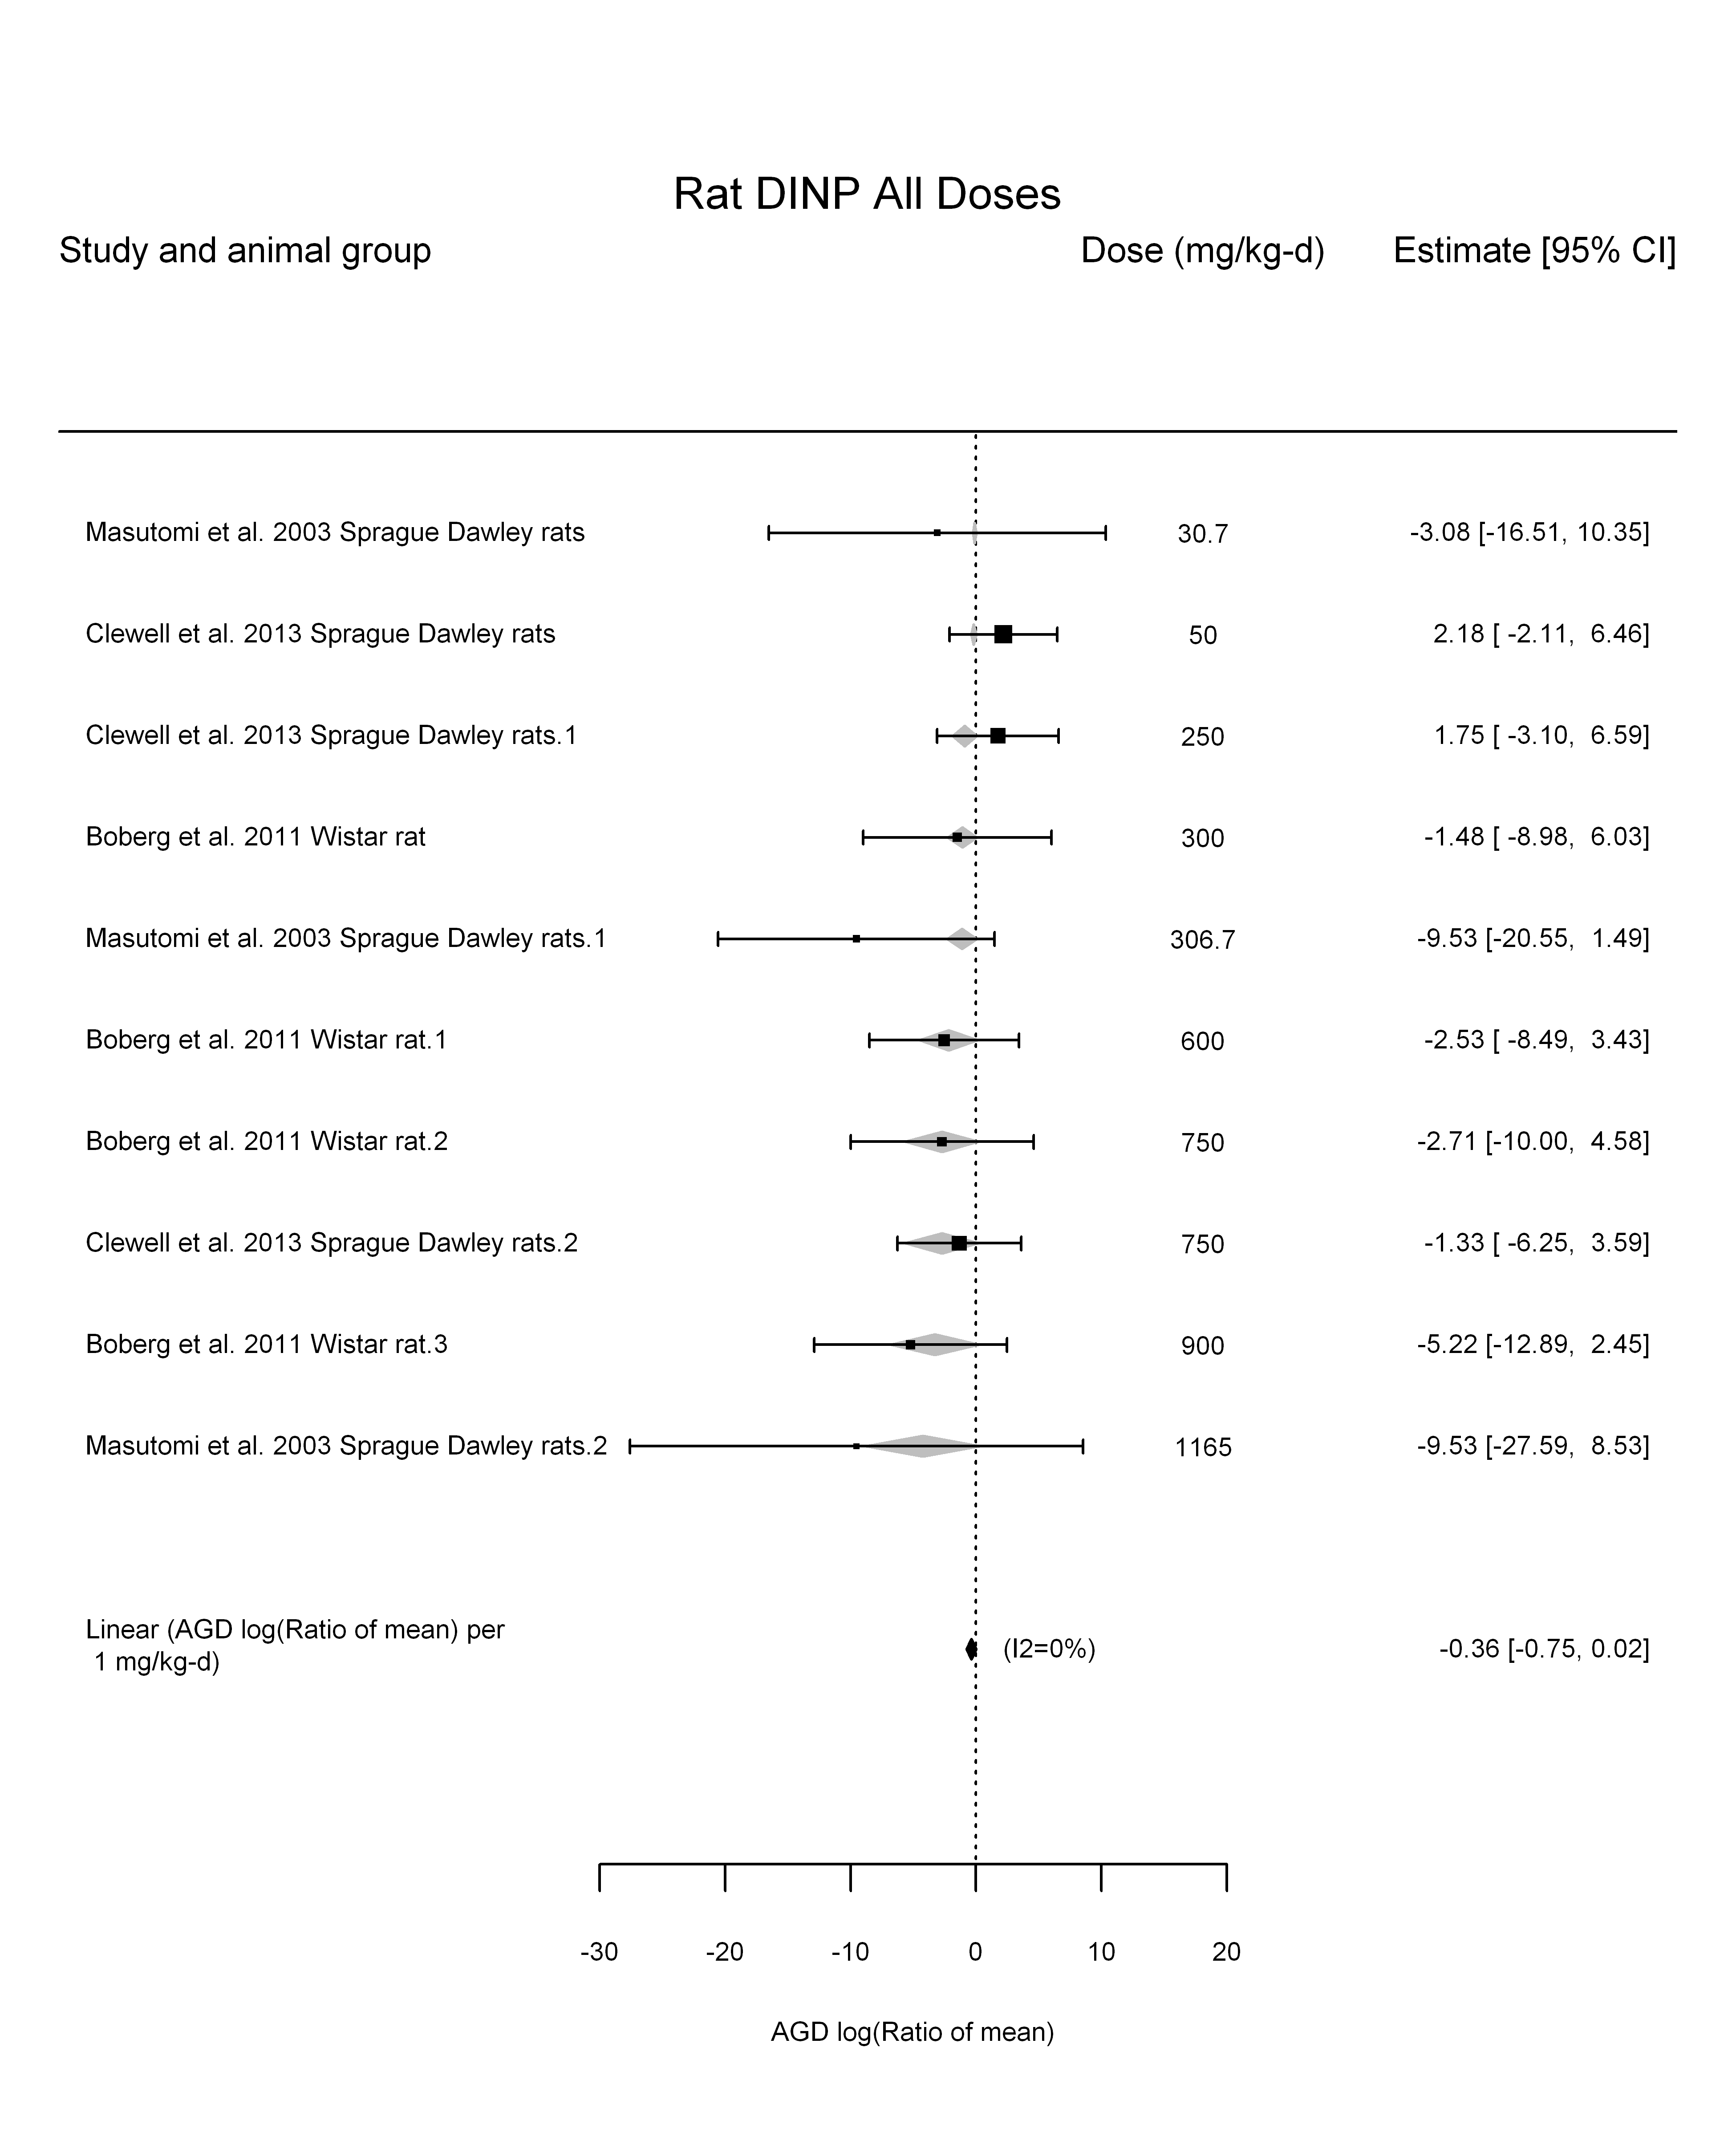 Rat DINP All Doses
Study and animal group Dose (mg/kg-d) Estimate [95% CI]
Masutomi et al. 2003 Sprague Dawley rats 30.7 -3.08 [-16.51, 10.35]
Clewell et al. 2013 Sprague Dawley rats 50 2.18 [ -2.11, 6.46]
Clewell et al. 2013 Sprague Dawley rats.1 250 1.75 [ -3.10, 6.59]
Boberg et al. 2011 Wistar rat 300 -1.48 [ -8.98, 6.03]
Masutomi et al. 2003 Sprague Dawley rats.1 306.7 -9.53 [-20.55, 1.49]
Boberg et al. 2011 Wistar rat.1 600 -2.53 [ -8.49, 3.43]
Boberg et al. 2011 Wistar rat.2 750 -2.71 [-10.00, 4.58]
Clewell et al. 2013 Sprague Dawley rats.2 750 -1.33 [ -6.25, 3.59]
Boberg et al. 2011 Wistar rat.3 900 -5.22 [-12.89, 2.45]
Masutomi et al. 2003 Sprague Dawley rats.2 1165 -9.53 [-27.59, 8.53]
Linear (AGD log(Ratio of mean) per
1 mg/kg-d) (I2=0%) -0.36 [-0.75, 0.02]
-30 -20 -10 0 10 20
AGD log(Ratio of mean)